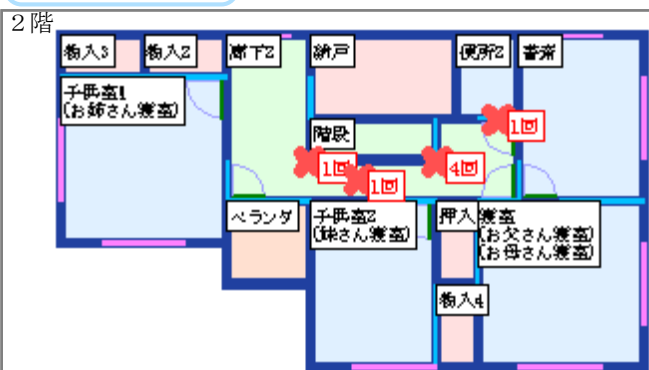 2階
物入3
物入2
廊下2
納戸
便所2
書斎
子供室1
(お姉さん寝室)
1回
階段
1回
4回
1回
ベランダ
子供室2
(妹さん寝室)
押入
寝室
(お父さん寝室)
(お母さん寝室)
物入4